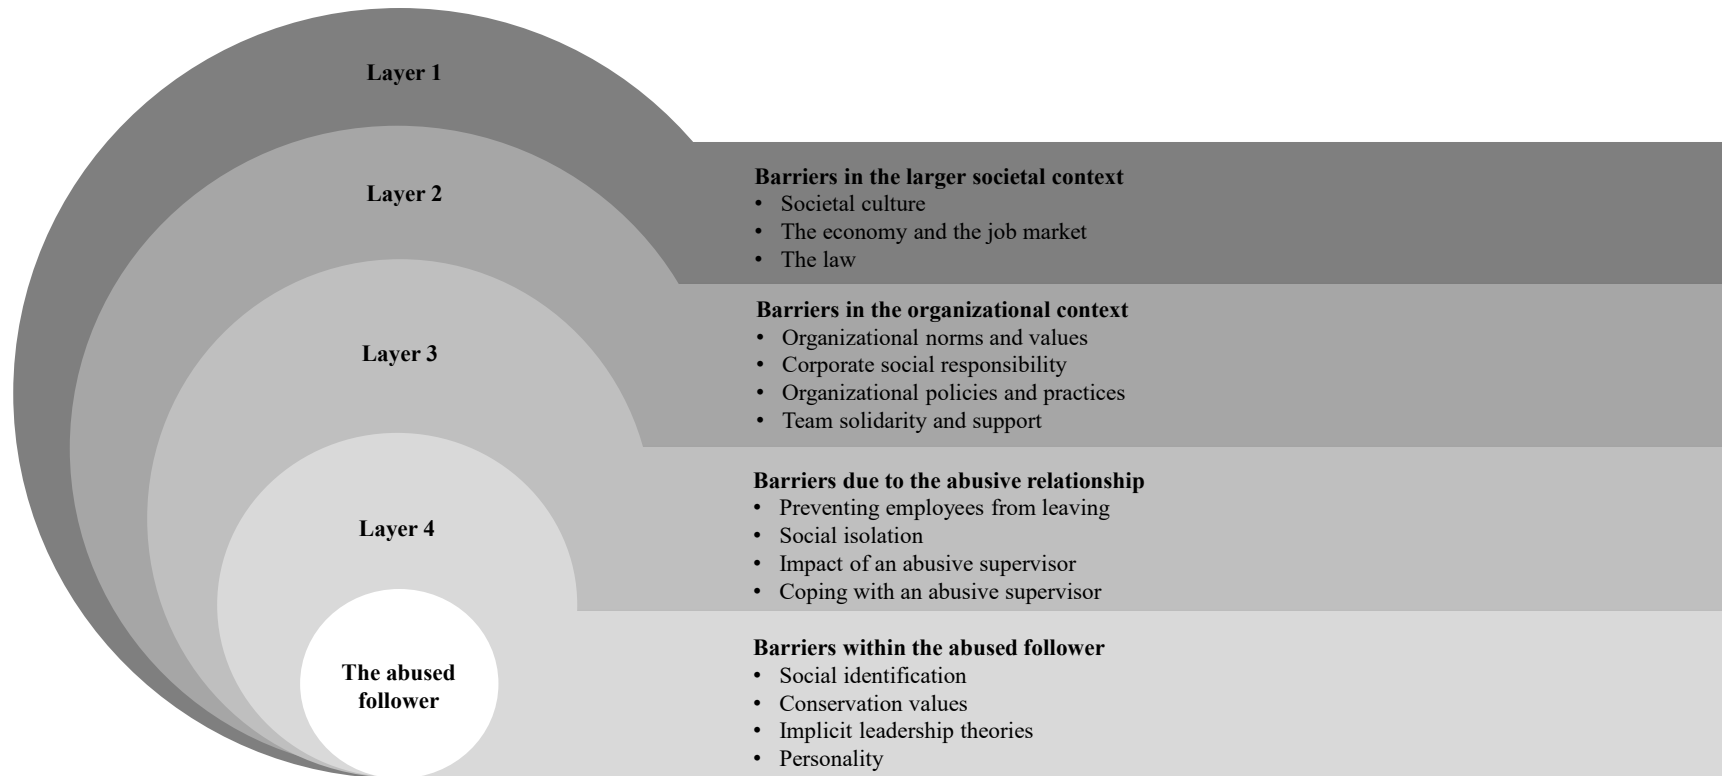 Layer 1
Layer 2
Layer 3
Layer 4
The abused
follower
Barriers in the larger societal context
• Societal culture
• The economy and the job market
• The law
Barriers in the organizational context
• Organizational norms and values
• Corporate social responsibility
• Organizational policies and practices
• Team solidarity and support
Barriers due to the abusive relationship
• Preventing employees from leaving
• Social isolation
• Impact of an abusive supervisor
• Coping with an abusive supervisor
Barriers within the abused follower
• Social identification
• Conservation values
• Implicit leadership theories
• Personality